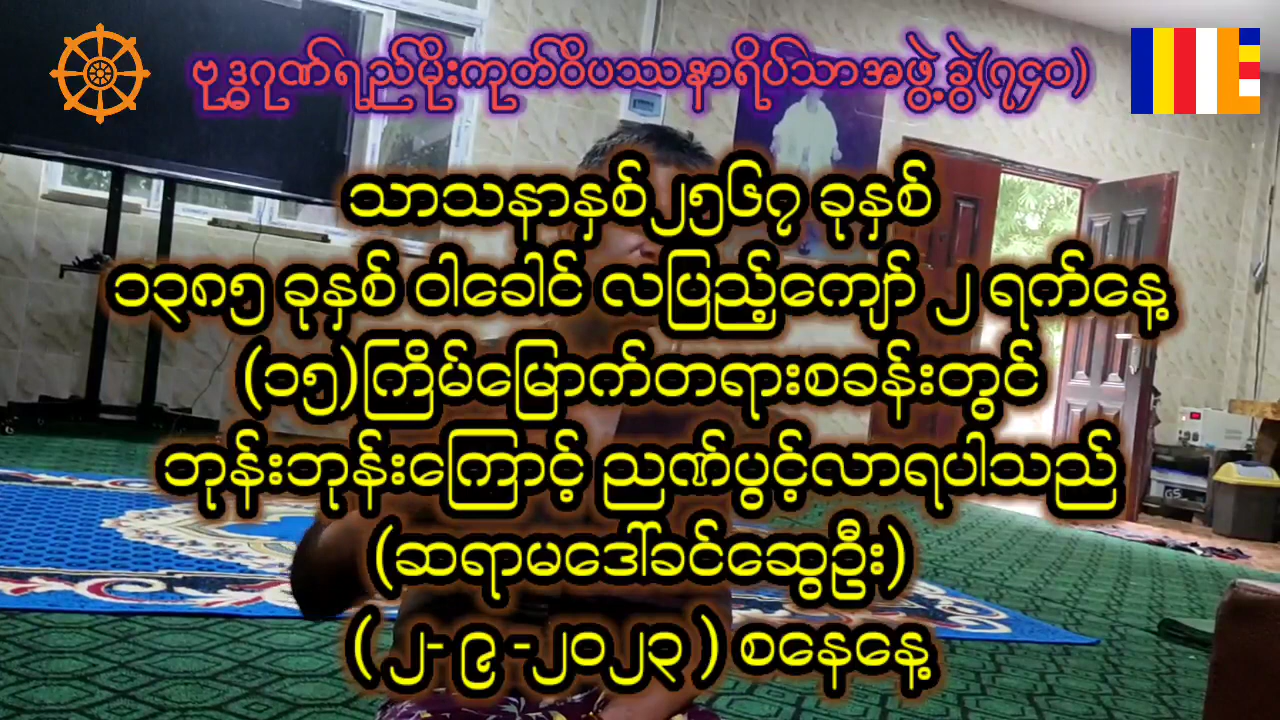 ဗုဒ္ဓဂုဏ်ရည်မိုးကုတ်ဝိပဿနာရိပ်သာအဖွဲ့ခွဲ(၇၄၀)
သာသနာနှစ်၂၅၆၇ ခုနှစ်
၁၃၈၅ ခုနှစ် ဝါခေါင် လပြည့်ကျော် ၂ ရက်နေ့
(၁၅)ကြိမ်မြောက်တရားစခန်းတွင်
ဘုန်းဘုန်းကြောင့် ညဏ်ပွင့်လာရပါသည်
(ဆရာမဒေါ်ခင်ဆွေဦး)
( ၂- ၉ -၂၀၂၃ ) စနေနေ့